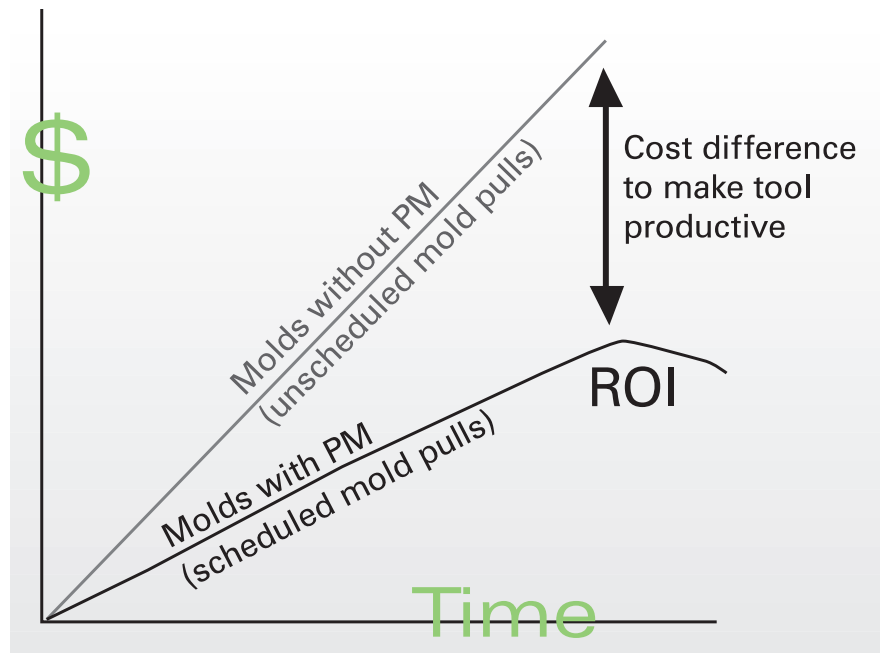 $
Cost difference
to make tool
productive
Molds without PM
(unscheduled mold pulls)
ROI
Molds with PM
(scheduled mold pulls)
Time